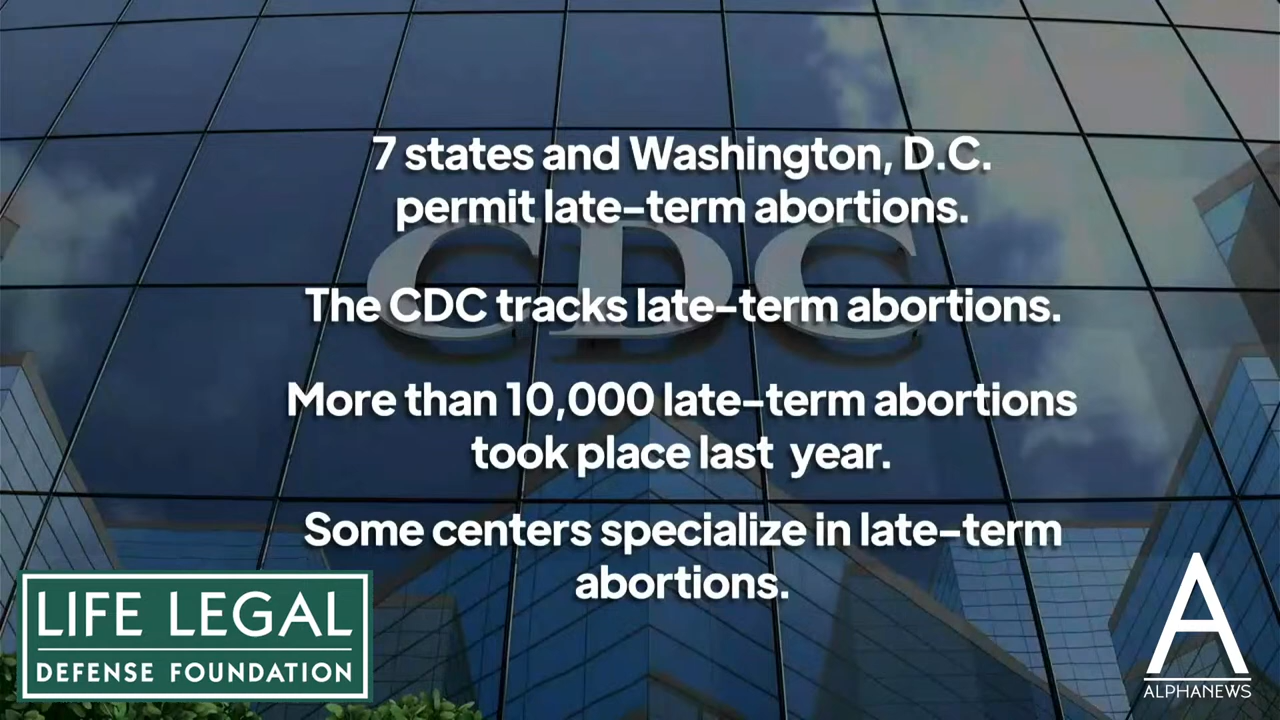 7 states and Washington, D.C.
permit late-term abortions.
CDC
The CDC tracks late-term abortions.
More than 10,000 late-term abortions
took place last year.
Some centers specialize in late-term
abortions.
LIFE LEGAL
DEFENSE FOUNDATION
A
ALPHANEWS